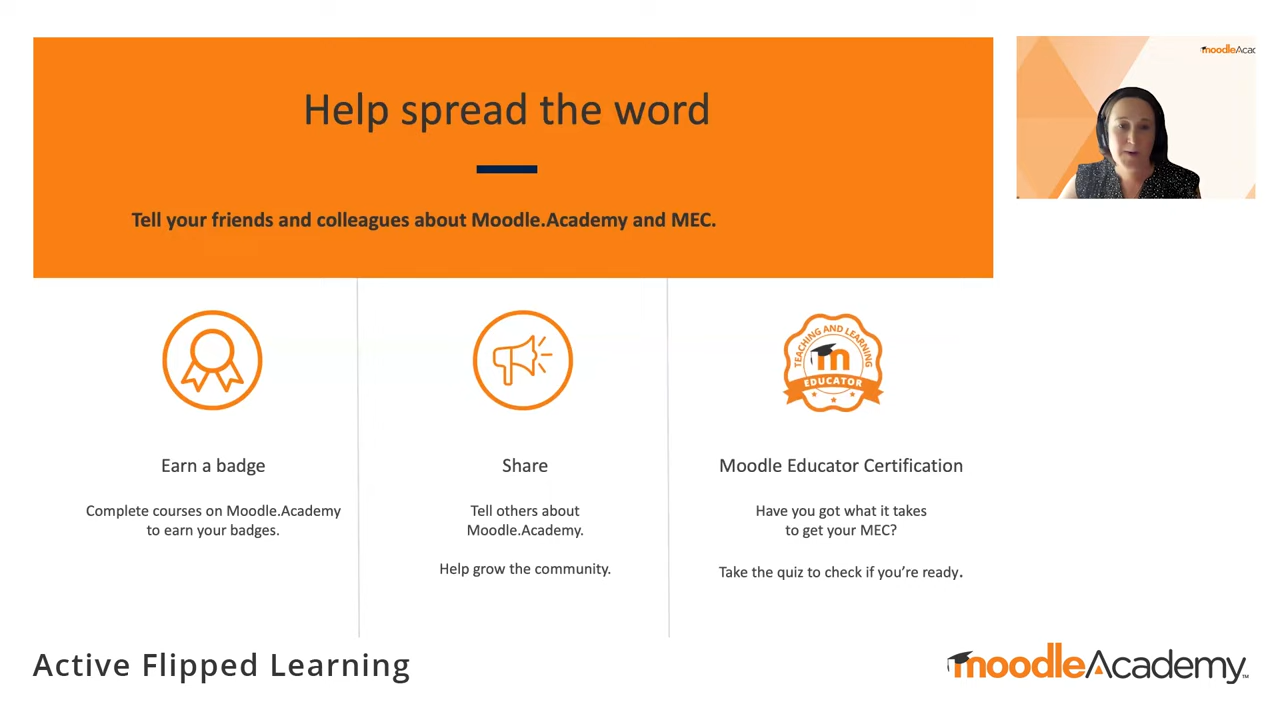 Help spread the word
Tell your friends and colleagues about Moodle.Academy and MEC.
moodleAcad
TEACHING AND LEARNING
m
EDUCATOR
Earn a badge
Complete courses on Moodle.Academy
to earn your badges.
Share
Tell others about
Moodle.Academy.
Help grow the community.
Moodle Educator Certification
Have you got what it takes
to get your MEC?
Take the quiz to check if you’re ready.
Active Flipped Learning
moodleAcademy™